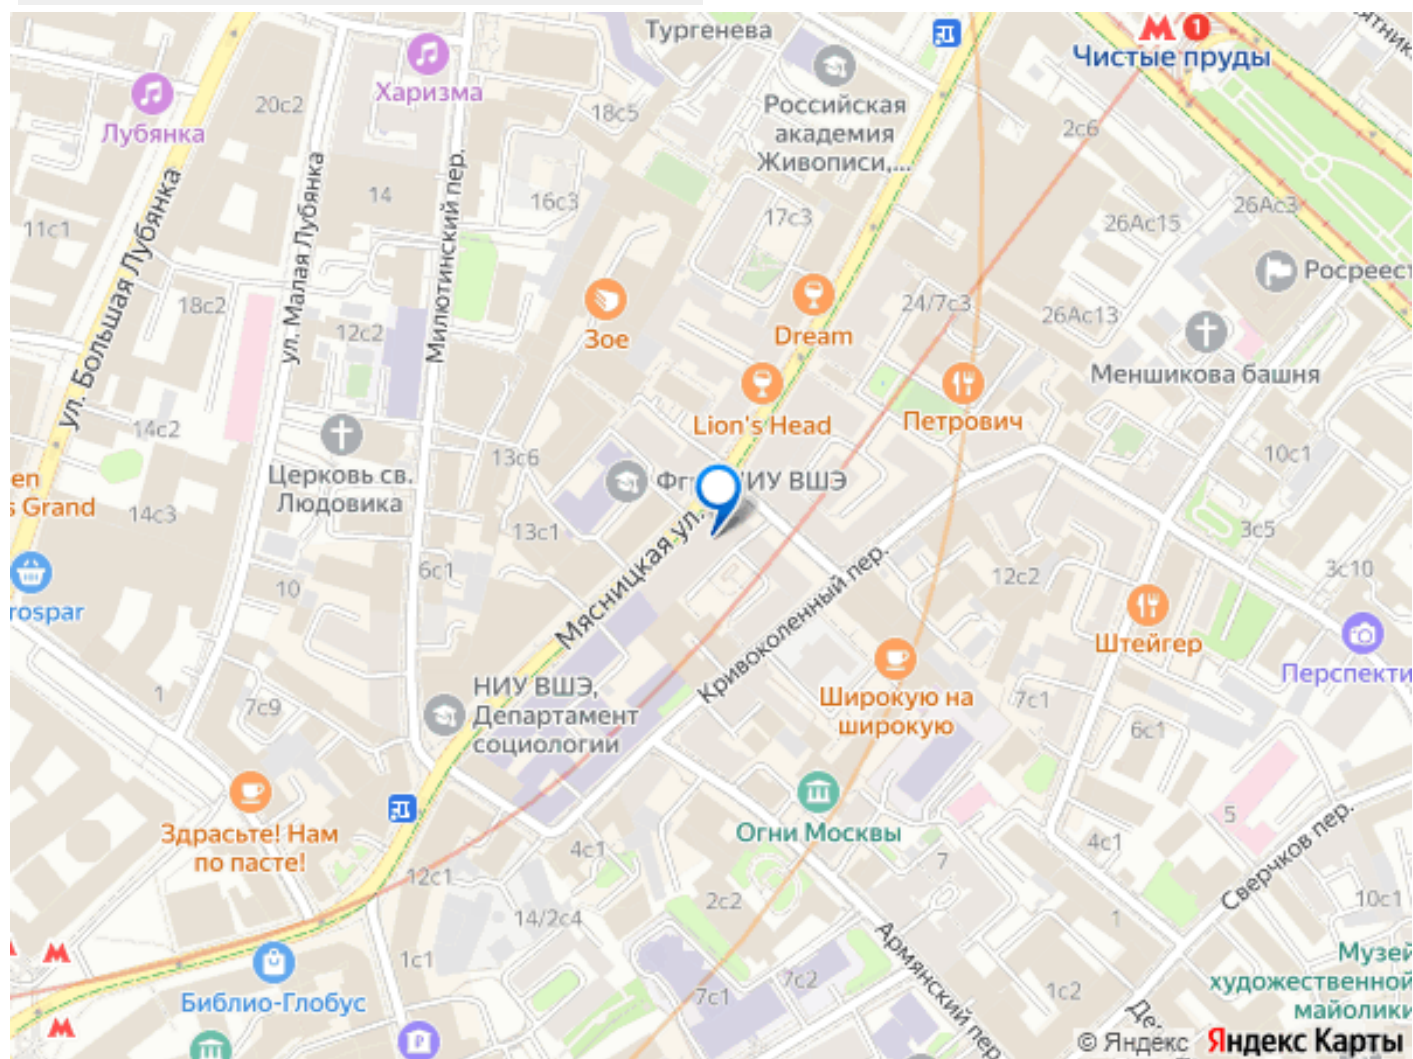 Тургенева
Чистые пруды
Харизма
Лубянка
20с2
18с5
Российская
академия
Живописи,...
2с6
ул. Большая Лубянка
ул. Малая Лубянка
Милютинский пер.
14
16с3
17с3
26Ас15
26Ас3
11с1
Росреест
18с2
12с2
Зое
Dream
24/7с3
26Ас13
Меншикова башня
Lion's Head
Петрович
14с2
Церковь св.
Людовика
13с6
10с1
en
s Grand
14с3
13с1
НИУ ВШЭ
3с5
Мясницкая ул.
Кривоколенный пер.
10
6с1
12с2
3с10
rospar
Штейгер
Перспекти
1
7с9
НИУ ВШЭ,
Департамент
социологии
Широкую на
широкую
7с1
6с1
Здрасьте! Нам
по пасте!
Огни Москвы
5
4с1
4с1
7
Сверчков пер.
12с1
14/2с4
2с2
1
10с1
Армянский пер.
1с1
Библио-Глобус
7с1
7с2
1с2
Музей
художественной
майолики
© Яндекс Яндекс Карты